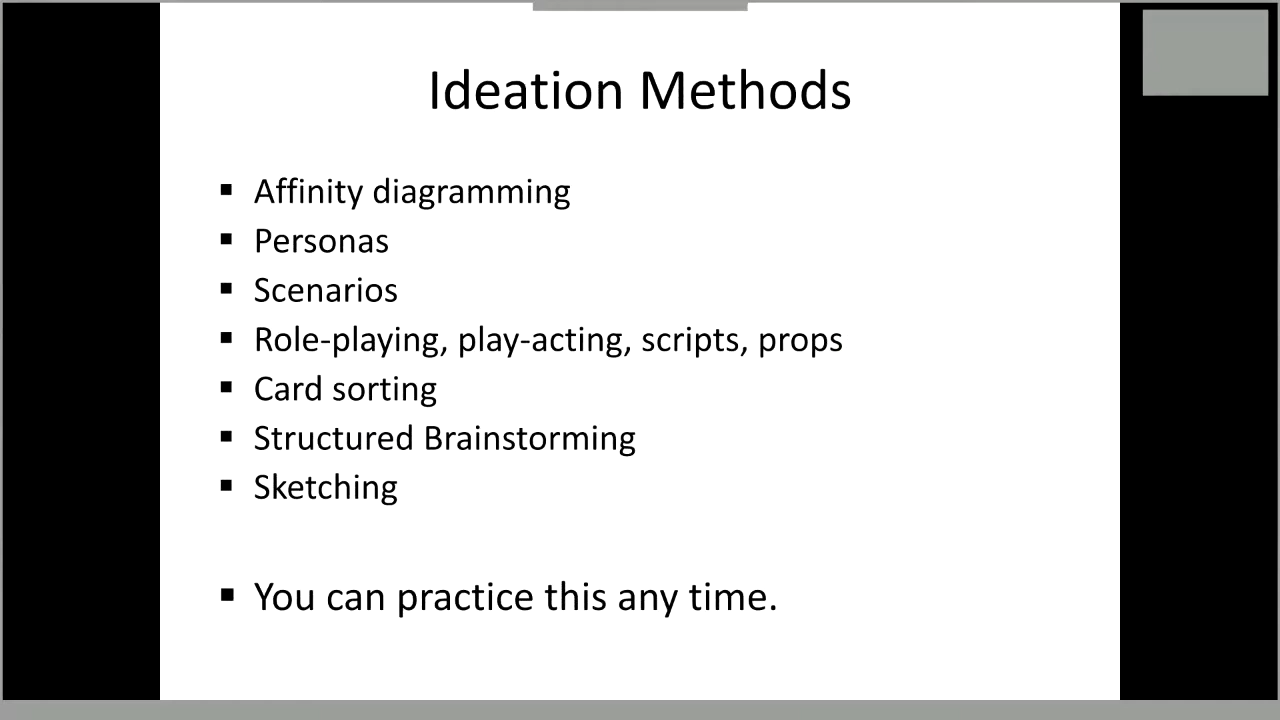 Ideation Methods
▪ Affinity diagramming
▪ Personas
▪ Scenarios
▪ Role-playing, play-acting, scripts, props
▪ Card sorting
▪ Structured Brainstorming
▪ Sketching
▪ You can practice this any time.